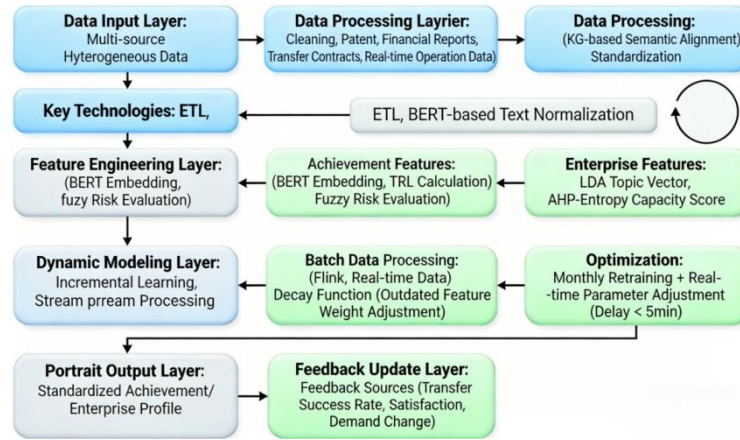 Data Input Layer:
Multi-source
Hyterogeneous Data
Data Processing Layrier:
Cleaning, Patent, Financial Reports,
Transfer Contracts, Real-time Operation Data)
Data Processing:
(KG-based Semantic Alignment)
Standardization
Key Technologies: ETL,
ETL, BERT-based Text Normalization
Feature Engineering Layer:
(BERT Embedding,
fuzy Risk Evaluation)
Achievement Features:
(BERT Embedding, TRL Calculation)
Fuzzy Risk Evaluation)
Enterprise Features:
LDA Topic Vector,
AHP-Entropy Capacity Score
Dynamic Modeling Layer:
Incremental Learning,
Stream prream Processing
Batch Data Processing:
(Flink, Real-time Data)
Decay Function (Outdated Feature
Weight Adjustment)
Optimization:
Monthly Retraining + Real-
-time Parameter Adjustment
(Delay < 5min)
Portrait Output Layer:
Standardized Achievement/
Enterprise Profile
Feedback Update Layer:
Feedback Sources (Transfer
Success Rate, Satisfaction,
Demand Change)